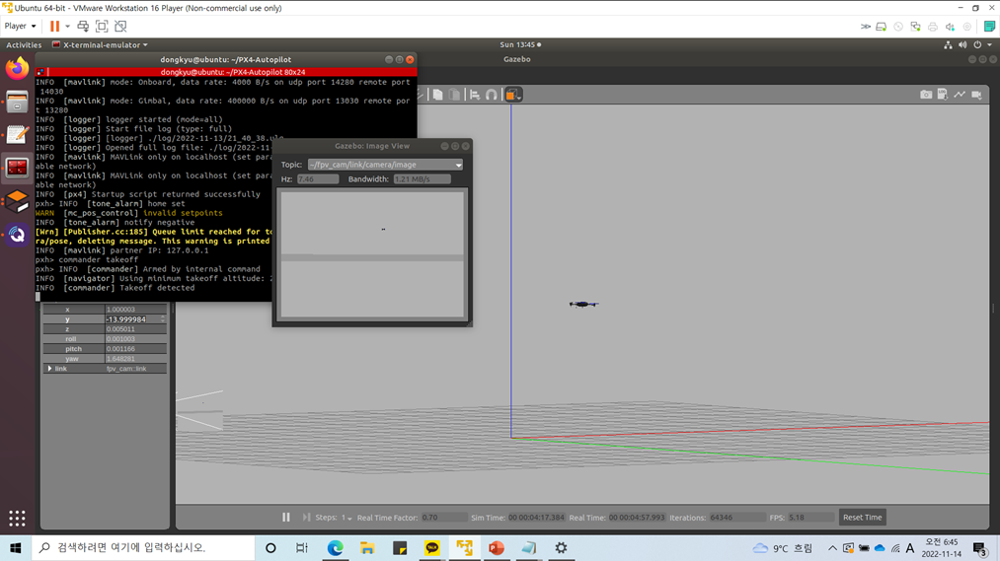 Ubuntu 64-bit - VMware Workstation 16 Player (Non-commercial use only)
Player
Activities
X-terminal-emulator
Sun 13:45
Gazebo
dongkyu@ubuntu: ~/PX4-Autopilot
dongkyu@ubuntu: ~/PX4-Autopilot 80x24
INFO [mavlink] mode: Onboard, data rate: 4000 B/s on udp port 14280 remote port
14030
INFO [mavlink] mode: Gimbal, data rate: 400000 B/s on udp port 13030 remote por
t 13280
INFO [logger] logger started (mode=all)
INFO [logger] Start file log (type: full)
INFO [logger] [logger] ./log/2022-11-13/21_40_38.ulg
INFO [logger] Opened full log file: ./log/2022-11-
INFO [mavlink] MAVLink only on localhost (set para
able network)
INFO [mavlink] MAVLink only on localhost (set para
able network)
INFO [px4] Startup script returned successfully
pxh> INFO [tone_alarm] home set
WARN [mc_pos_control] invalid setpoints
INFO [tone_alarm] notify negative
[Wrn] [Publisher.cc:185] Queue limit reached for to
ra/pose, deleting message. This warning is printed
INFO [mavlink] partner IP: 127.0.0.1
pxh> commander takeoff
pxh> INFO [commander] Armed by internal command
INFO [navigator] Using minimum takeoff altitude: 2
INFO [commander] Takeoff detected
Gazebo: Image View
Topic: ~/fpv_cam/link/camera/image
Hz: 7.46 Bandwidth: 1.21 MB/s
x 1.000003
y -13.999984
z 0.005011
roll 0.001003
pitch 0.001166
yaw 1.648281
link fpv_cam::link
Steps: 1 Real Time Factor: 0.70 Sim Time: 00 00:04:17.384 Real Time: 00 00:04:57.993 Iterations: 64346 FPS: 5.18 Reset Time
검색하려면 여기에 입력하십시오.
TALK
9°C 흐림
A
오전 6:45
2022-11-14
3